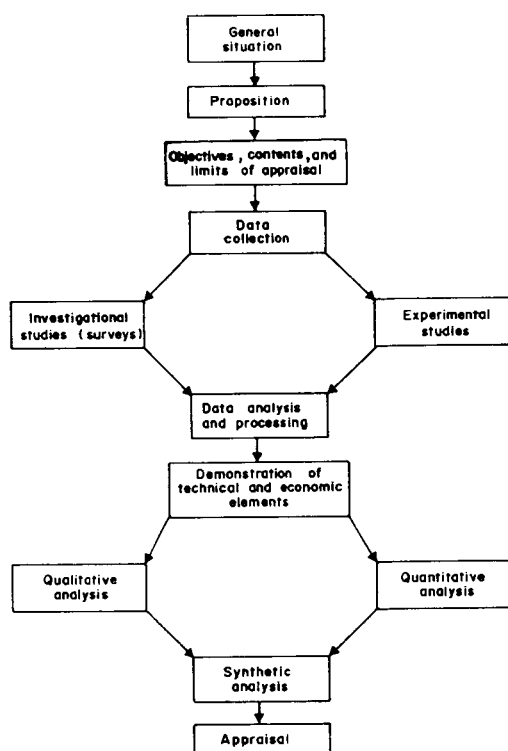 General
situation
Proposition
Objectives, contents, and
limits of appraisal
Data
collection
Investigational
studies (surveys)
Experimental
studies
Data analysis
and processing
Demonstration of
technical and economic
elements
Qualitative
analysis
Quantitative
analysis
Synthetic
analysis
Appraisal